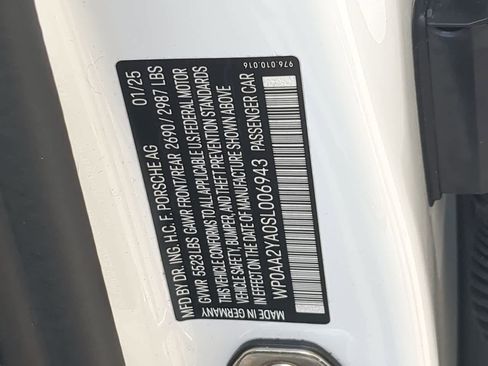 MFD BY DR. ING. H.C. F. PORSCHE AG 01/25
GVWR 5523 LBS GAWR FRONT/REAR 2690 / 2987 LBS
THIS VEHICLE CONFORMS TO ALL APPLICABLE U.S. FEDERAL MOTOR
VEHICLE SAFETY, BUMPER, AND THEFT PREVENTION STANDARDS
IN EFFECT ON THE DATE OF MANUFACTURE SHOWN ABOVE
WP0AA2YA0SL006943 PASSENGER CAR
MADE IN GERMANY 976.010.016